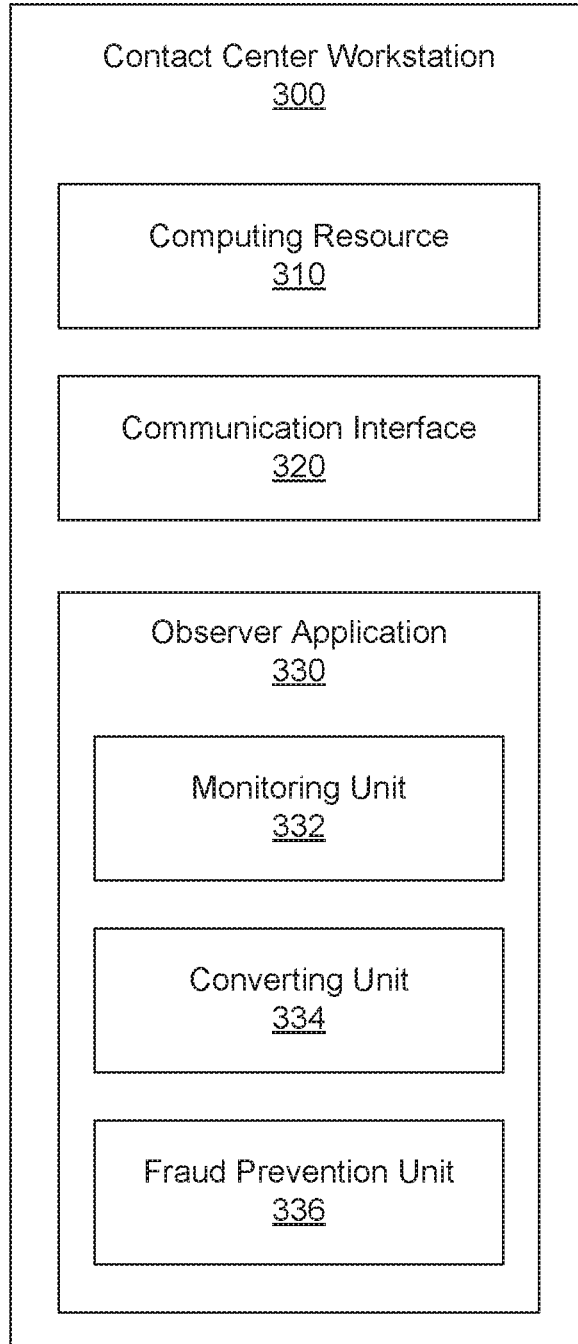 Contact Center Workstation
300
Computing Resource
310
Communication Interface
320
Observer Application
330
Monitoring Unit
332
Converting Unit
334
Fraud Prevention Unit
336